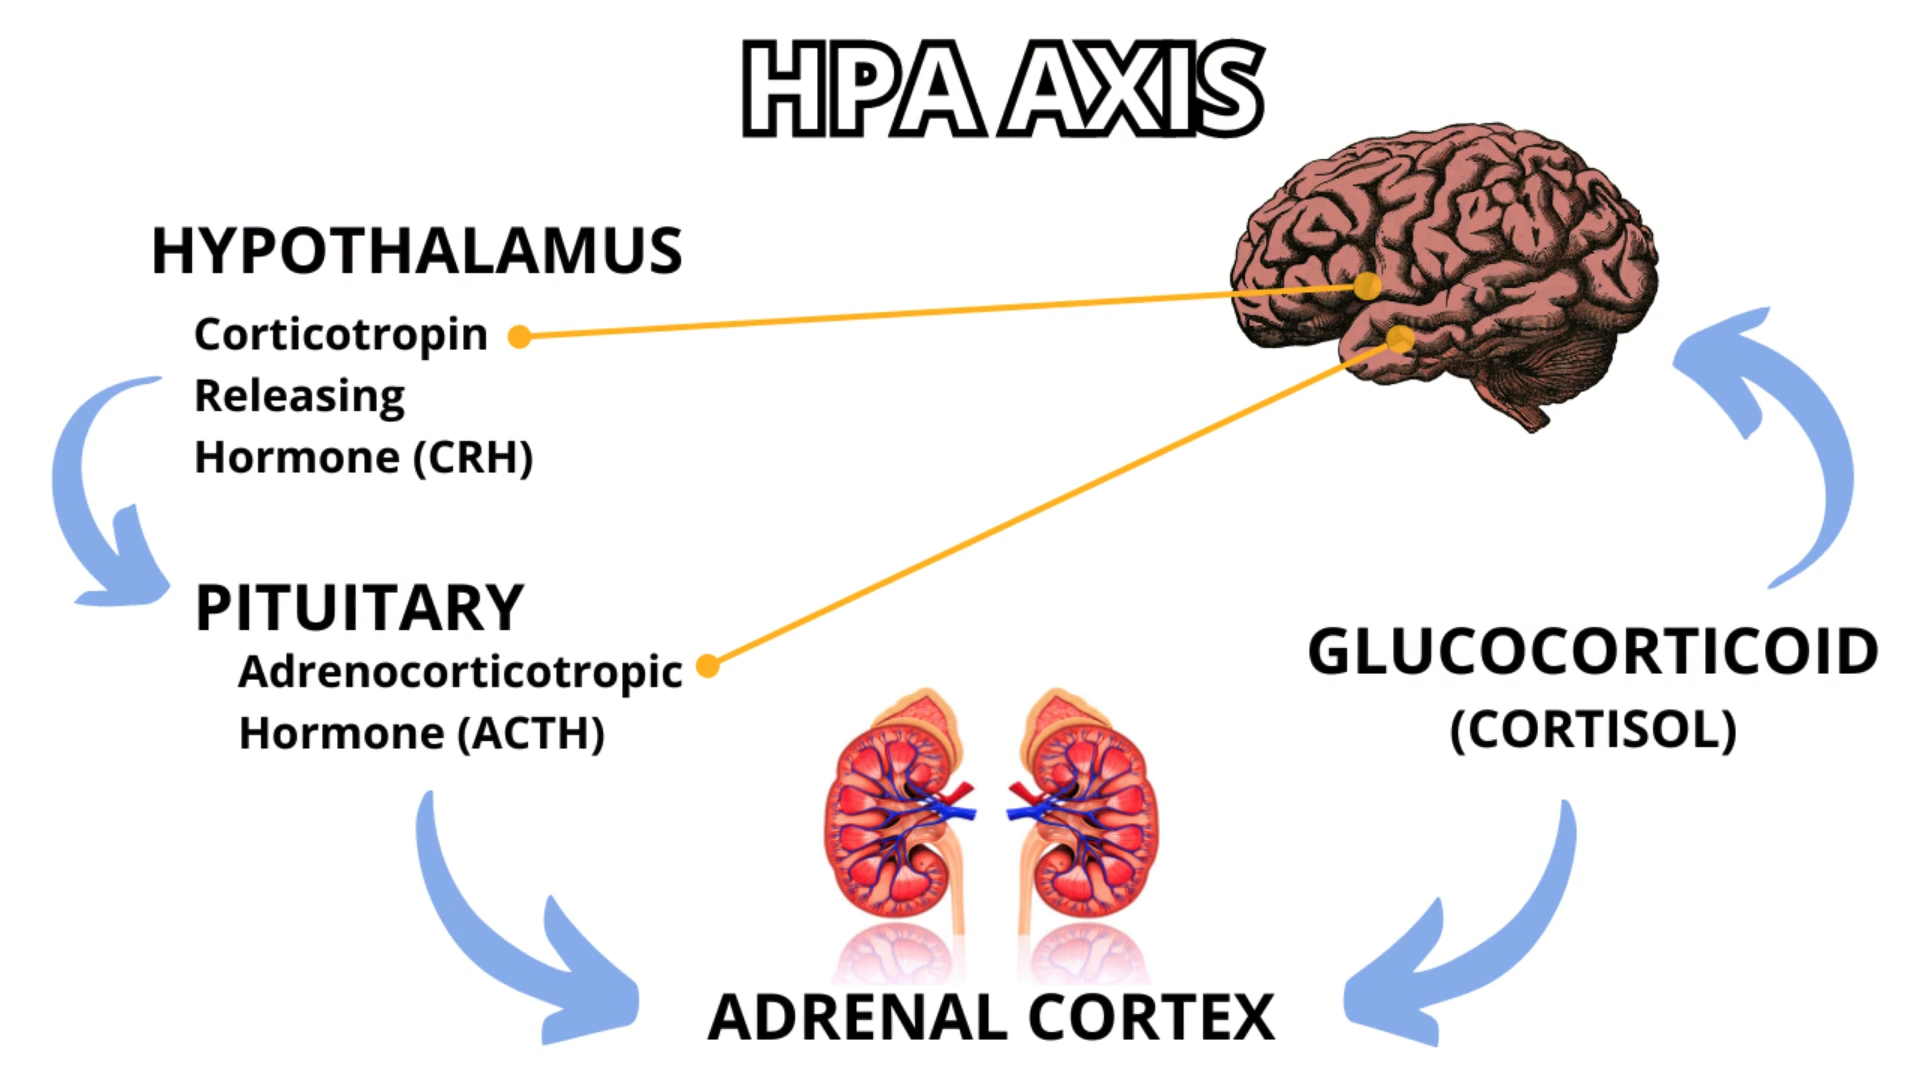 HPA AXIS
HYPOTHALAMUS
Corticotropin
Releasing
Hormone (CRH)
PITUITARY
Adrenocorticotropic
Hormone (ACTH)
GLUCOCORTICOID
(CORTISOL)
ADRENAL CORTEX